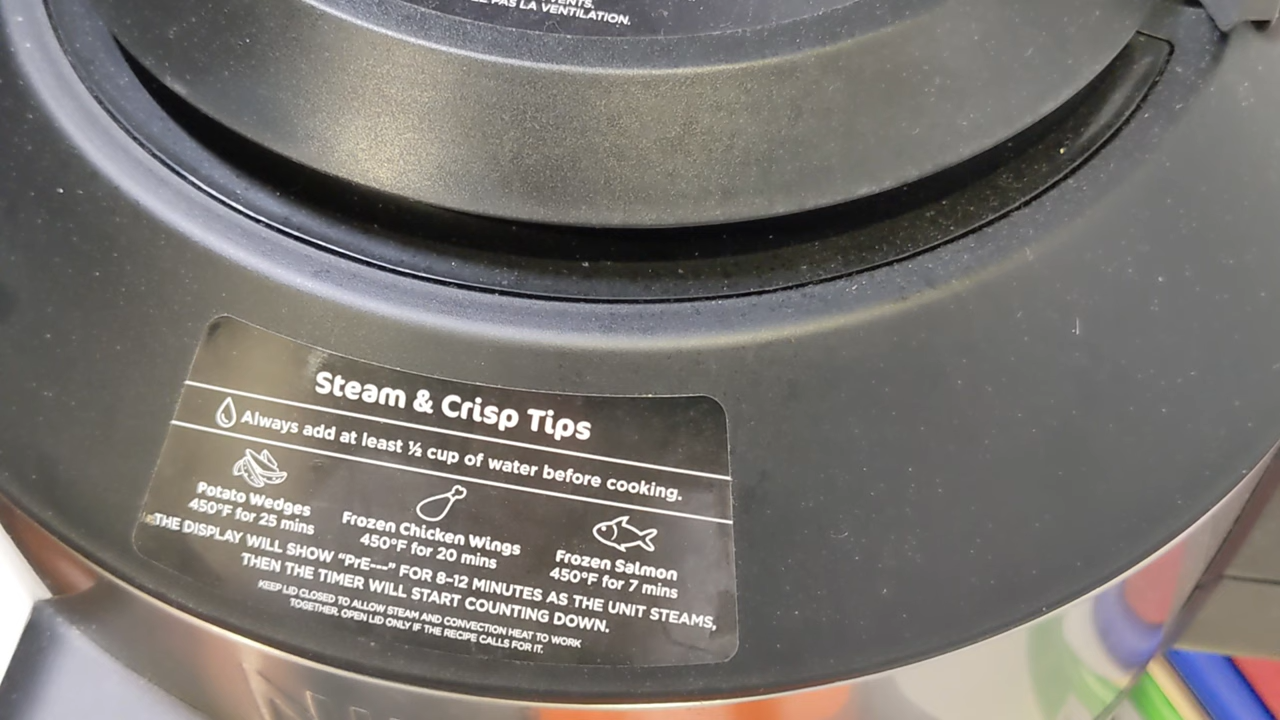 VENTS.
PAS LA VENTILATION.
Steam & Crisp Tips
Always add at least ½ cup of water before cooking.
Potato Wedges
450°F for 25 mins
Frozen Chicken Wings
450°F for 20 mins
Frozen Salmon
450°F for 7 mins
THE DISPLAY WILL SHOW “PrE---” FOR 8-12 MINUTES AS THE UNIT STEAMS,
THEN THE TIMER WILL START COUNTING DOWN.
KEEP LID CLOSED TO ALLOW STEAM AND CONVECTION HEAT TO WORK
TOGETHER. OPEN LID ONLY IF THE RECIPE CALLS FOR IT.